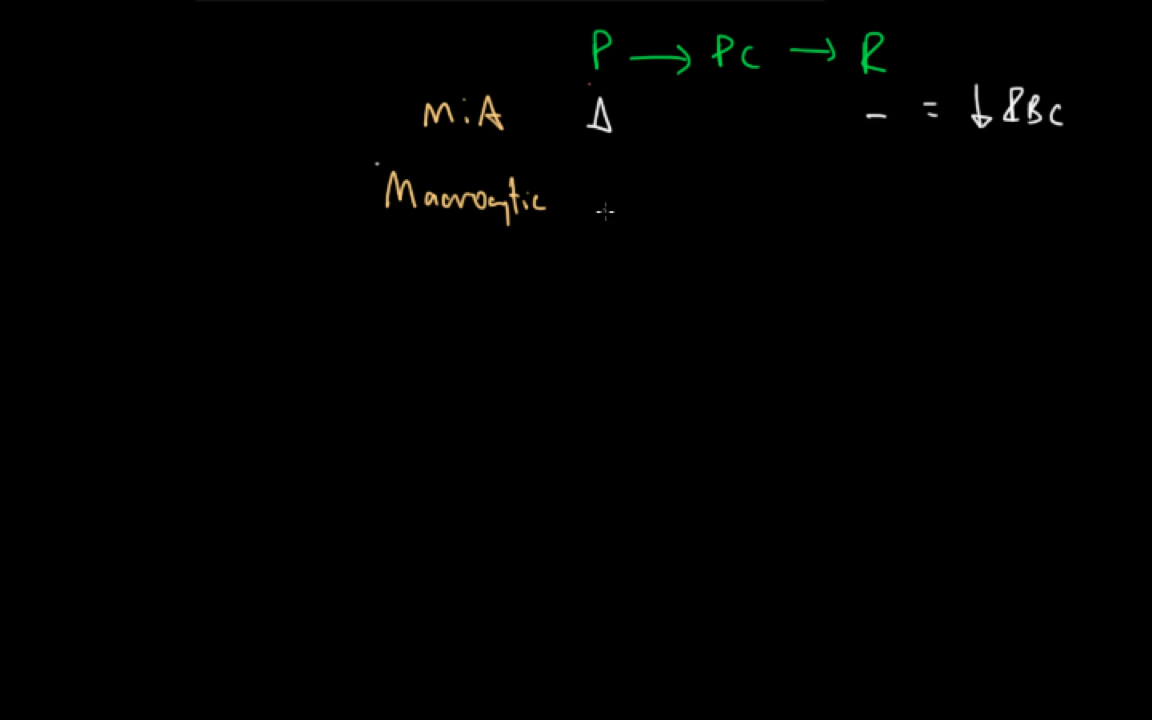 P → PC → R
MiA Δ - = ↓ RBC
Macrocytic